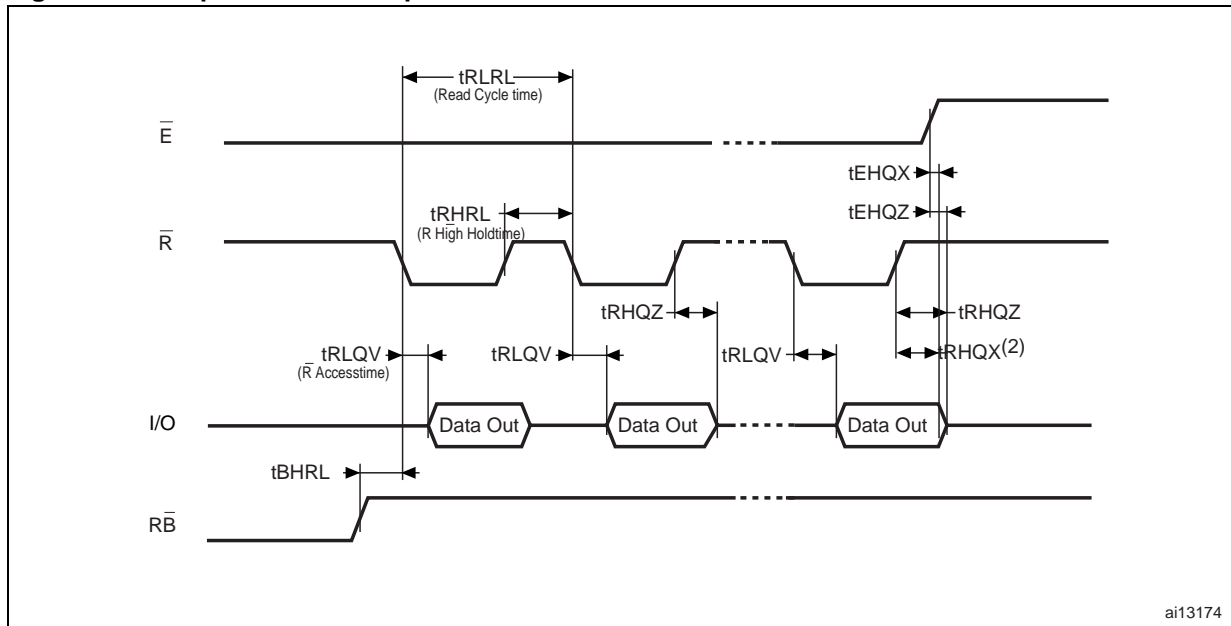 tRLRL
(Read Cycle time)
E̅
tEHQX
tRHRL
(R̅ High Holdtime)
tEHQZ
R̅
tRHQZ
tRHQZ
tRLQV
(R̅ Accesstime)
tRLQV
tRLQV
tRHQX(2)
I/O
Data Out
Data Out
Data Out
tBHRL
RB̅
ai13174